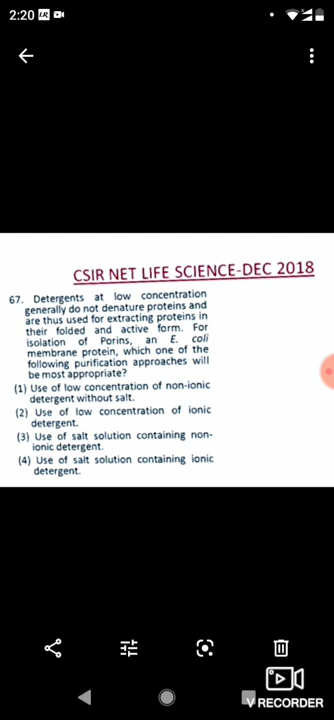 2:20
CSIR NET LIFE SCIENCE-DEC 2018
67. Detergents at low concentration
generally do not denature proteins and
are thus used for extracting proteins in
their folded and active form. For
isolation of Porins, an E. coli
membrane protein, which one of the
following purification approaches will
be most appropriate?
(1) Use of low concentration of non-ionic
detergent without salt.
(2) Use of low concentration of ionic
detergent.
(3) Use of salt solution containing non-
ionic detergent.
(4) Use of salt solution containing ionic
detergent.
V RECORDER